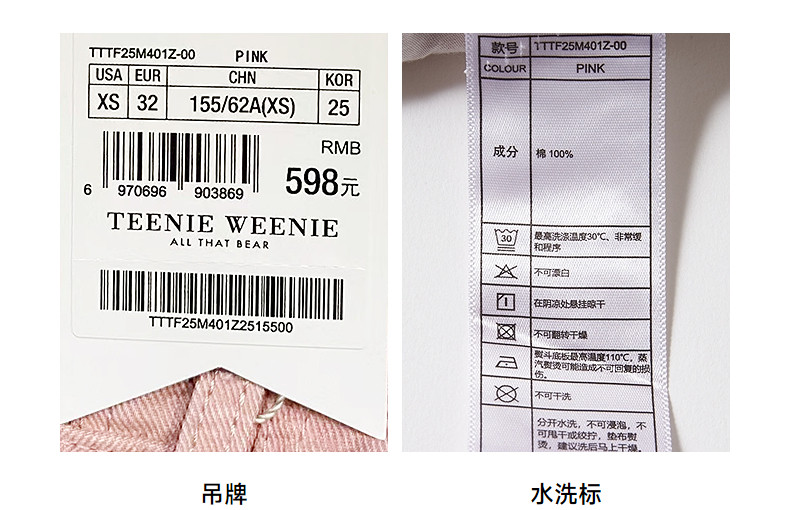 TTTF25M401Z-00 PINK
USA EUR CHN KOR
XS 32 155/62A(XS) 25
RMB
598元
6 970696 903869
TEENIE WEENIE
ALL THAT BEAR
TTTF25M401Z2515500
吊牌
款号 TTTF25M401Z-00
COLOUR PINK
成分 棉 100%
30 最高洗涤温度30℃、非常缓
和程序
不可漂白
在阴凉处悬挂晾干
不可翻转干燥
熨斗底板最高温度110℃，蒸
汽熨烫可能造成不可回复的损
伤。
不可干洗
分开水洗，不可浸泡，不
可甩干或绞拧，垫布熨
烫，建议洗后马上干燥。
水洗标